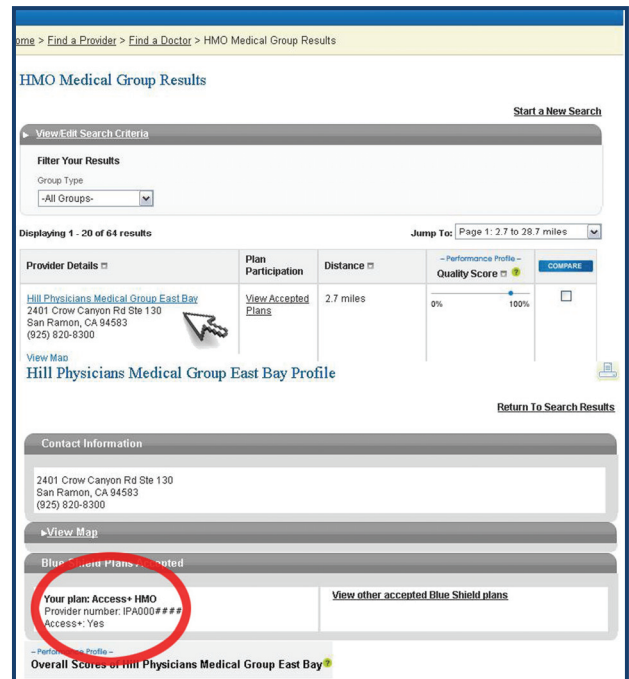 ome > Find a Provider > Find a Doctor > HMO Medical Group Results
HMO Medical Group Results
Start a New Search
View/Edit Search Criteria
Filter Your Results
Group Type
-All Groups-
Displaying 1 - 20 of 64 results
Jump To: Page 1: 2.7 to 28.7 miles
Provider Details
Plan Participation
Distance
- Performance Profile -
Quality Score ?
COMPARE
Hill Physicians Medical Group East Bay
2401 Crow Canyon Rd Ste 130
San Ramon, CA 94583
(925) 820-8300
View Map
View Accepted
Plans
2.7 miles
0% 100%
Hill Physicians Medical Group East Bay Profile
Return To Search Results
Contact Information
2401 Crow Canyon Rd Ste 130
San Ramon, CA 94583
(925) 820-8300
View Map
Blue Shield Plans Accepted
Your plan: Access+ HMO
Provider number: IPA000####
Access+: Yes
View other accepted Blue Shield plans
- Performance Profile -
Overall Scores of Hill Physicians Medical Group East Bay ?